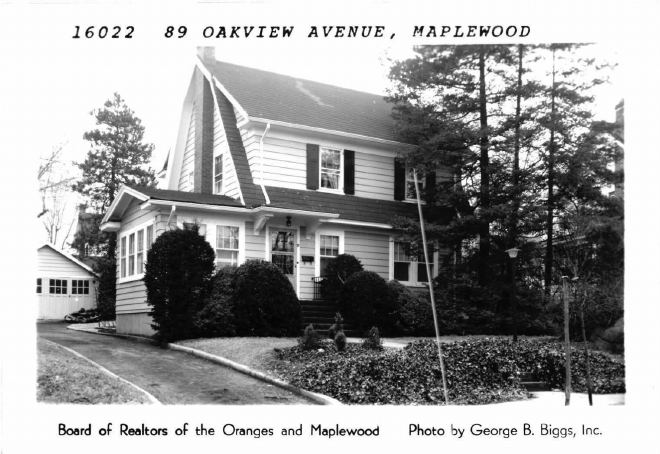 16022 89 OAKVIEW AVENUE, MAPLEWOOD
Board of Realtors of the Oranges and Maplewood Photo by George B. Biggs, Inc.